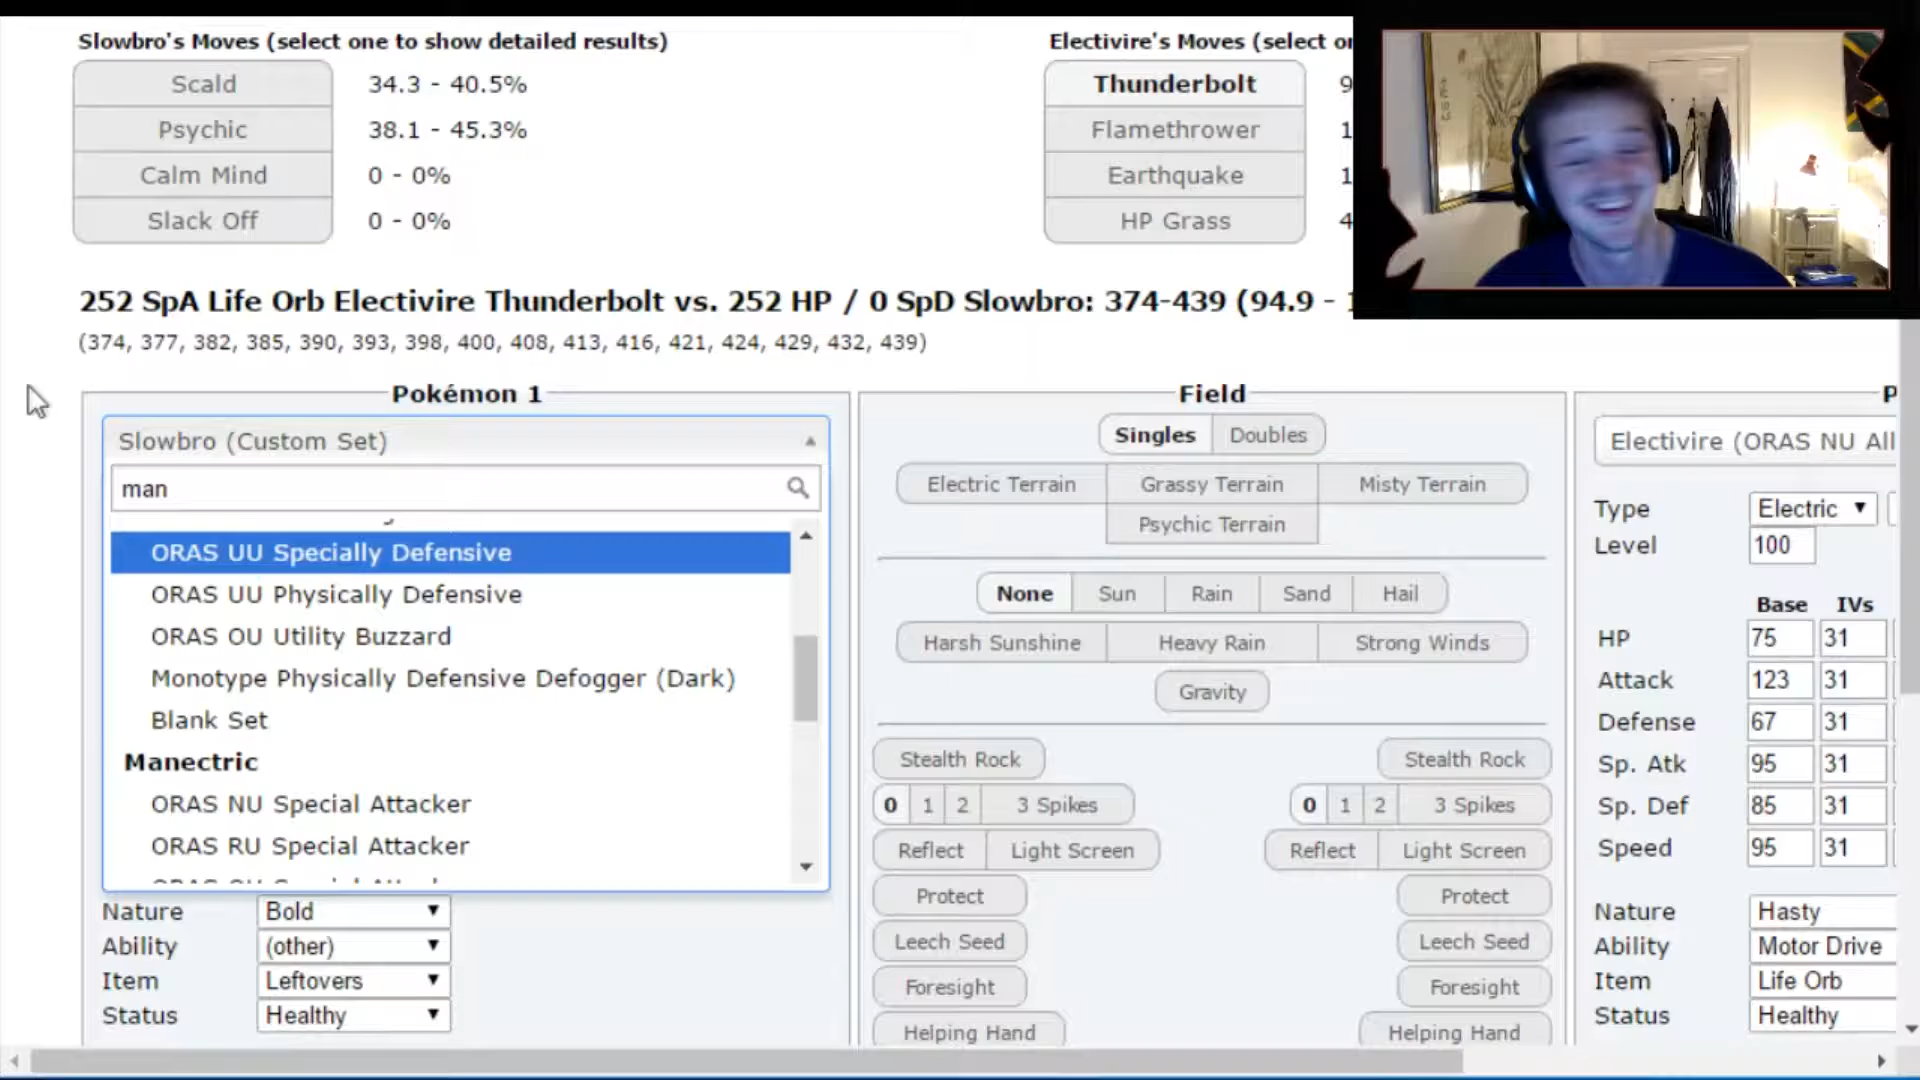 Slowbro's Moves (select one to show detailed results)
Scald 34.3 - 40.5%
Psychic 38.1 - 45.3%
Calm Mind 0 - 0%
Slack Off 0 - 0%
Electivire's Moves (select
Thunderbolt 9
Flamethrower 1
Earthquake 1
HP Grass 4
252 SpA Life Orb Electivire Thunderbolt vs. 252 HP / 0 SpD Slowbro: 374-439 (94.9 -
(374, 377, 382, 385, 390, 393, 398, 400, 408, 413, 416, 421, 424, 429, 432, 439)
Pokémon 1
Slowbro (Custom Set)
man
ORAS UU Specially Defensive
ORAS UU Physically Defensive
ORAS OU Utility Buzzard
Monotype Physically Defensive Defogger (Dark)
Blank Set
Manectric
ORAS NU Special Attacker
ORAS RU Special Attacker
Nature Bold
Ability (other)
Item Leftovers
Status Healthy
Field
Singles Doubles
Electric Terrain Grassy Terrain Misty Terrain
Psychic Terrain
None Sun Rain Sand Hail
Harsh Sunshine Heavy Rain Strong Winds
Gravity
Stealth Rock Stealth Rock
0 1 2 3 Spikes 0 1 2 3 Spikes
Reflect Light Screen Reflect Light Screen
Protect Protect
Leech Seed Leech Seed
Foresight Foresight
Helping Hand Helping Hand
P
Electivire (ORAS NU All
Type Electric
Level 100
Base IVs
HP 75 31
Attack 123 31
Defense 67 31
Sp. Atk 95 31
Sp. Def 85 31
Speed 95 31
Nature Hasty
Ability Motor Drive
Item Life Orb
Status Healthy